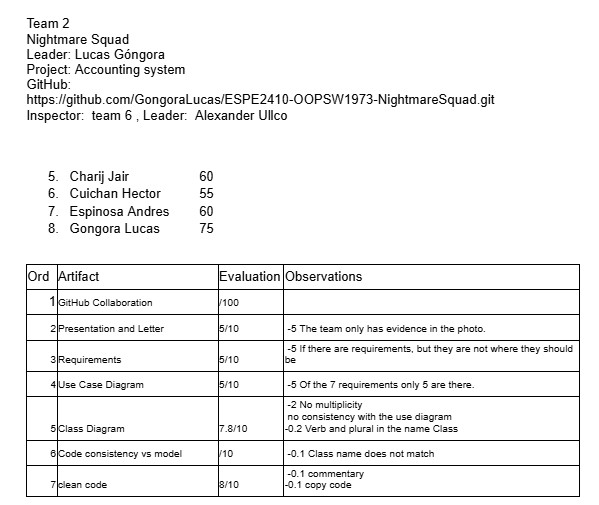 Team 2
Nightmare Squad
Leader: Lucas Góngora
Project: Accounting system
GitHub:
https://github.com/GongoraLucas/ESPE2410-OOPSW1973-NightmareSquad.git
Inspector: team 6 , Leader: Alexander Ullco
5. Charij Jair 60
6. Cuichan Hector 55
7. Espinosa Andres 60
8. Gongora Lucas 75
Ord Artifact Evaluation Observations
1 GitHub Collaboration /100
2 Presentation and Letter 5/10 -5 The team only has evidence in the photo.
-5 If there are requirements, but they are not where they should
3 Requirements 5/10 be
4 Use Case Diagram 5/10 -5 Of the 7 requirements only 5 are there.
-2 No multiplicity
no consistency with the use diagram
5 Class Diagram 7.8/10 -0.2 Verb and plural in the name Class
6 Code consistency vs model /10 -0.1 Class name does not match
-0.1 commentary
7 clean code 8/10 -0.1 copy code